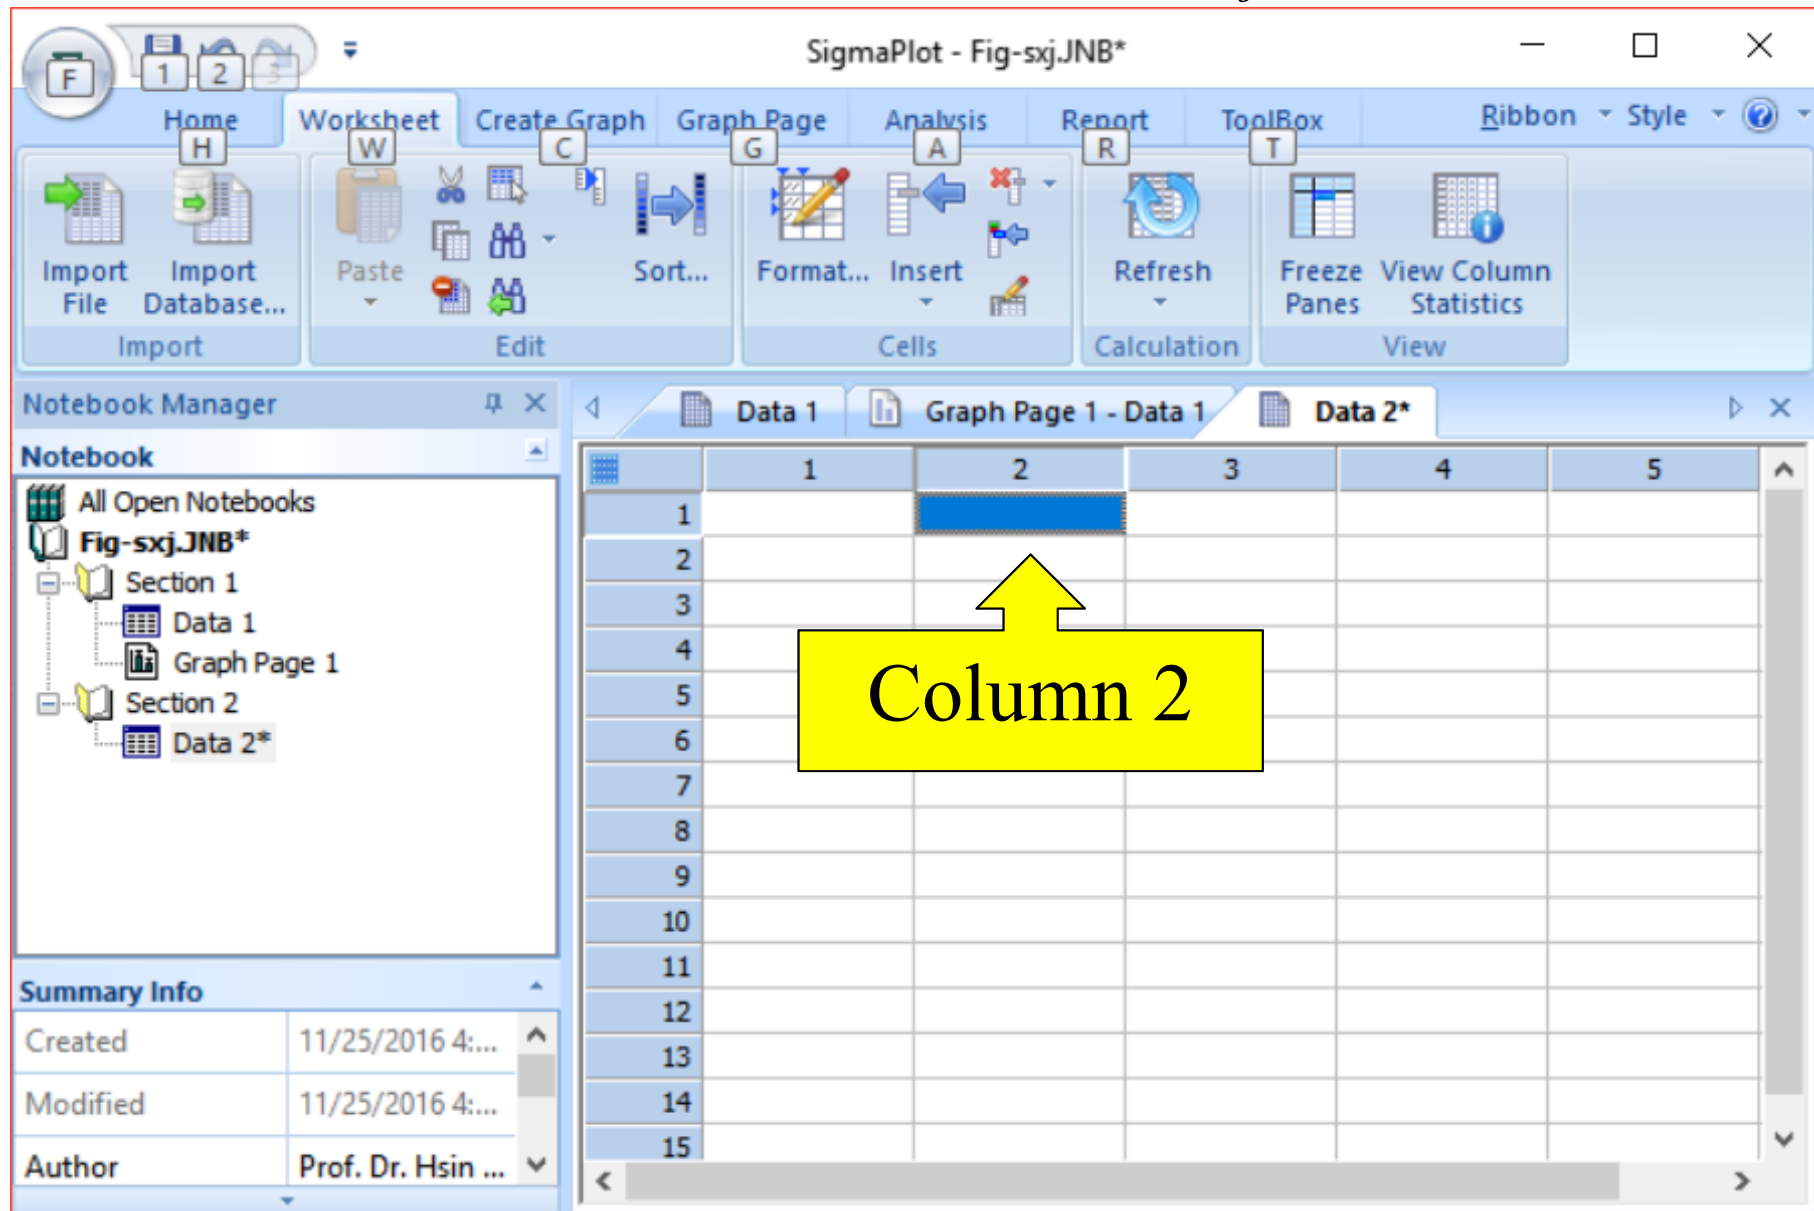 SigmaPlot - Fig-sxj.JNB*
F 1 2 3
Home Worksheet Create Graph Graph Page Analysis Report ToolBox Ribbon Style
H W C G A R T
Import File Import Database... Paste Sort... Format... Insert Refresh Freeze Panes View Column Statistics
Import Edit Cells Calculation View
Notebook Manager
Data 1 Graph Page 1 - Data 1 Data 2*
Notebook
All Open Notebooks
Fig-sxj.JNB*
Section 1
Data 1
Graph Page 1
Section 2
Data 2*
Summary Info
Created 11/25/2016 4:...
Modified 11/25/2016 4:...
Author Prof. Dr. Hsin ...
1 2 3 4 5
1
2
3
4
5
6
7
8
9
10
11
12
13
14
15
Column 2